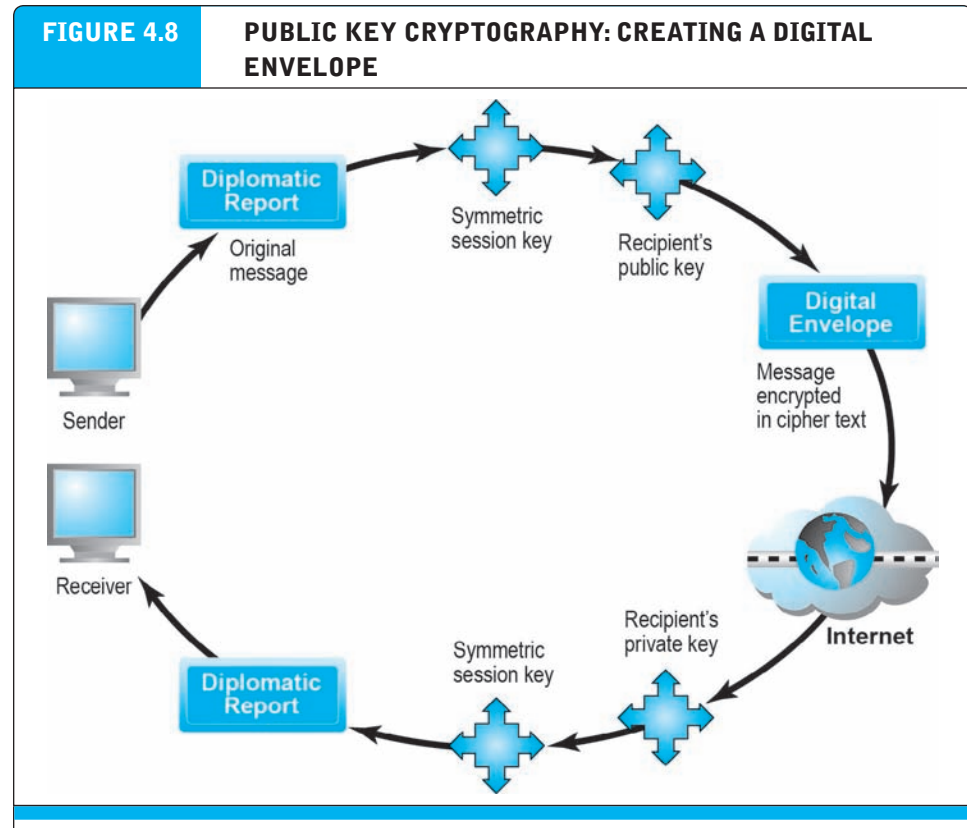 FIGURE 4.8
PUBLIC KEY CRYPTOGRAPHY: CREATING A DIGITAL
ENVELOPE
Diplomatic
Report
Original
message
Symmetric
session key
Recipient's
public key
Digital
Envelope
Message
encrypted
in cipher text
Sender
Receiver
Internet
Recipient's
private key
Symmetric
session key
Diplomatic
Report